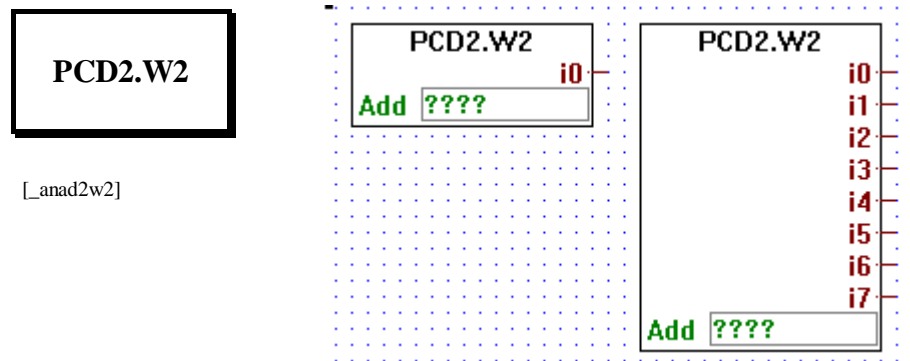 PCD2.W2
[_anad2w2]
PCD2.W2
i0
Add ????
PCD2.W2
i0
i1
i2
i3
i4
i5
i6
i7
Add ????